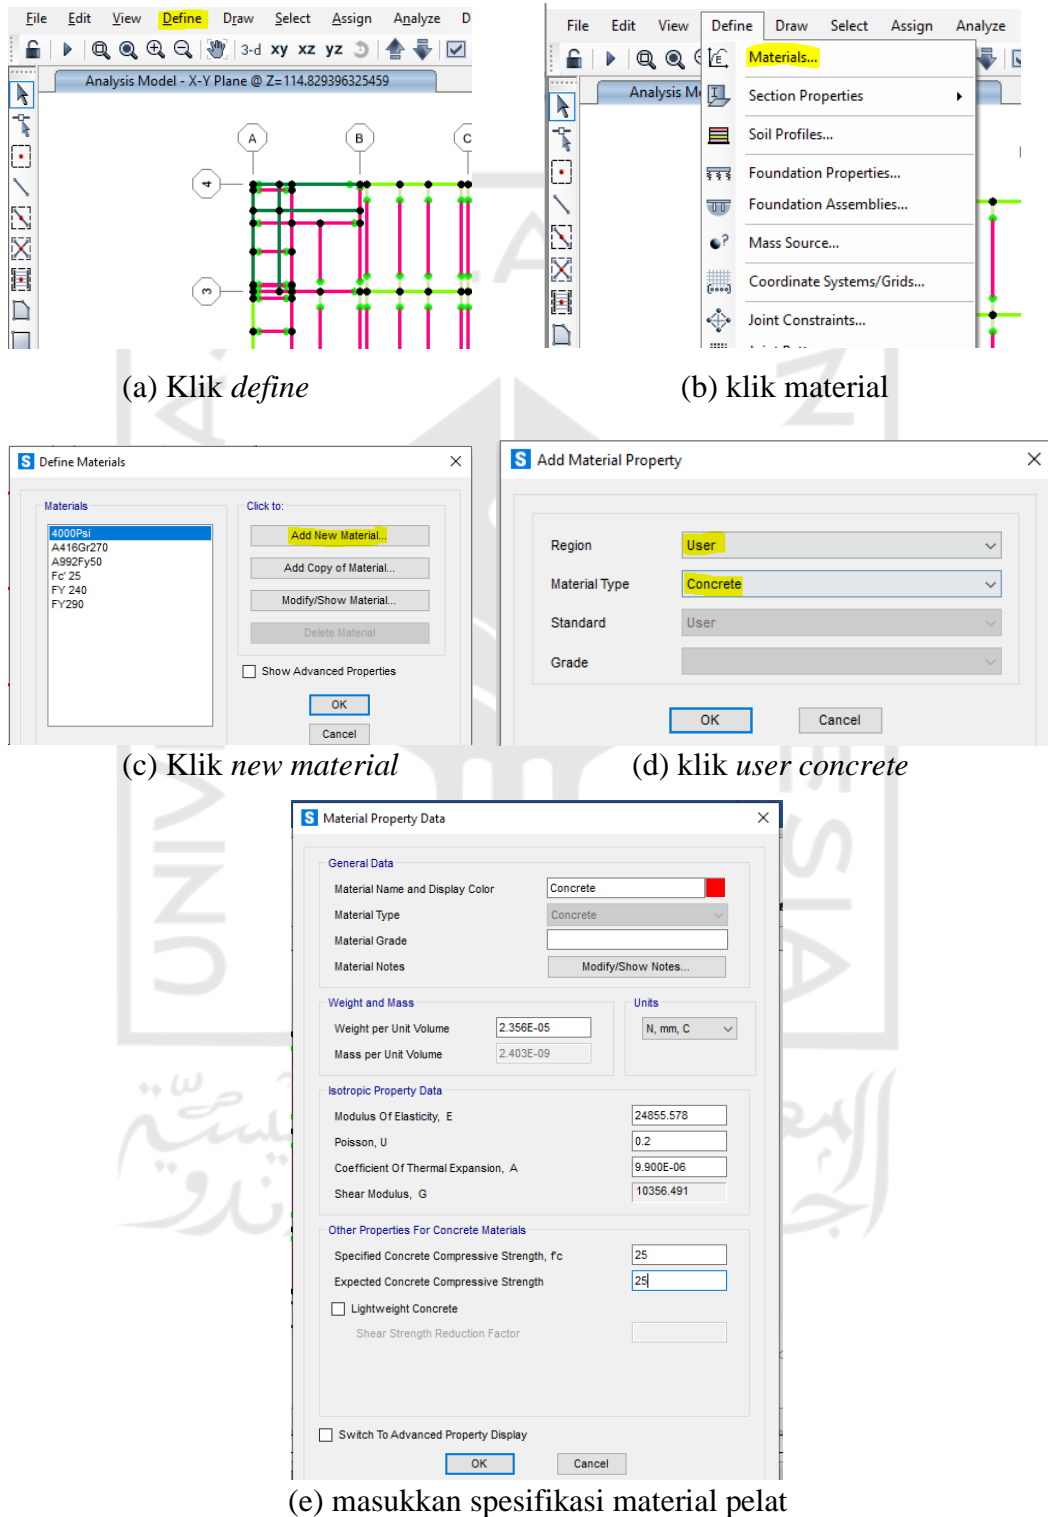 File Edit View Define Draw Select Assign Analyze D
3-d xy xz yz
Analysis Model - X-Y Plane @ Z=114.829396325459
A B C
4
3
(a) Klik define
File Edit View Define Draw Select Assign Analyze
Materials...
Analysis Mo
Section Properties
Soil Profiles...
Foundation Properties...
Foundation Assemblies...
Mass Source...
Coordinate Systems/Grids...
Joint Constraints...
(b) klik material
S Define Materials
Materials
4000Psi
A416Gr270
A992Fy50
Fc' 25
FY 240
FY290
Click to:
Add New Material...
Add Copy of Material...
Modify/Show Material...
Delete Material
Show Advanced Properties
OK
Cancel
(c) Klik new material
S Add Material Property
Region User
Material Type Concrete
Standard User
Grade
OK Cancel
(d) klik user concrete
S Material Property Data
General Data
Material Name and Display Color Concrete
Material Type Concrete
Material Grade
Material Notes Modify/Show Notes...
Weight and Mass
Weight per Unit Volume 2.356E-05
Mass per Unit Volume 2.403E-09
Units
N, mm, C
Isotropic Property Data
Modulus Of Elasticity, E 24855.578
Poisson, U 0.2
Coefficient Of Thermal Expansion, A 9.900E-06
Shear Modulus, G 10356.491
Other Properties For Concrete Materials
Specified Concrete Compressive Strength, f'c 25
Expected Concrete Compressive Strength 25
Lightweight Concrete
Shear Strength Reduction Factor
Switch To Advanced Property Display
OK Cancel
(e) masukkan spesifikasi material pelat